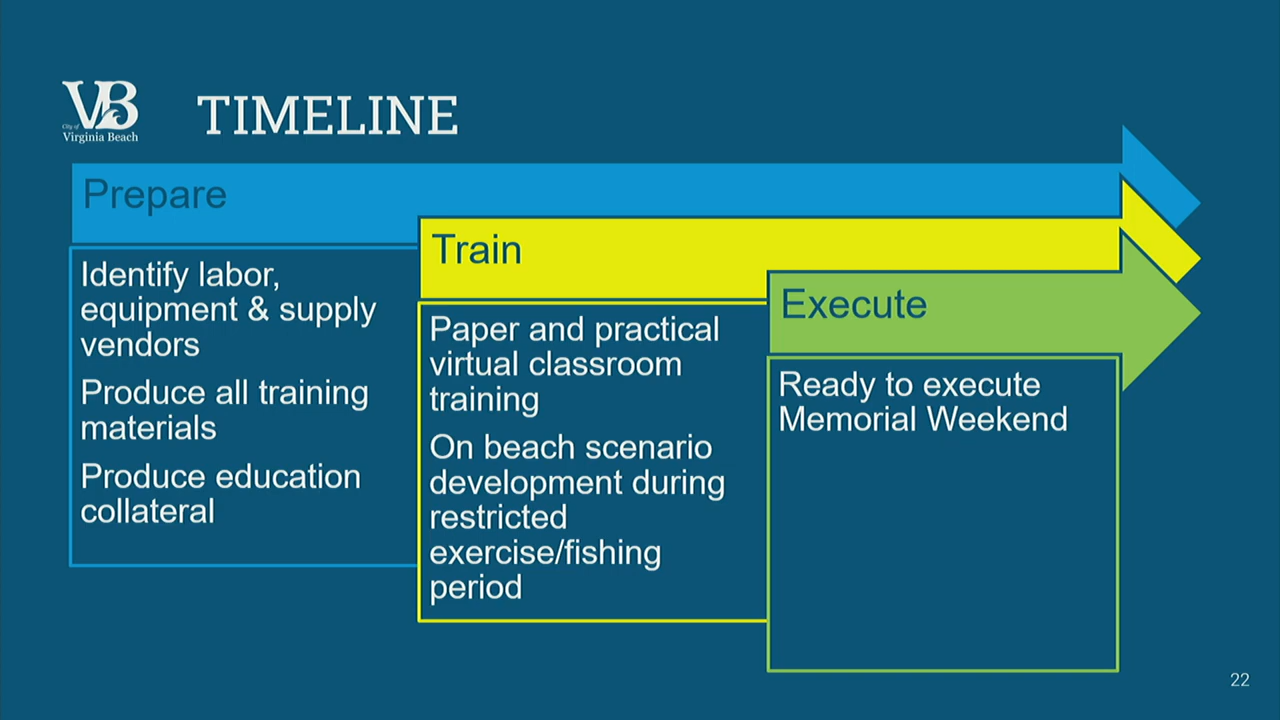 VB
City of
Virginia Beach
TIMELINE
Prepare
Identify labor,
equipment & supply
vendors
Produce all training
materials
Produce education
collateral
Train
Paper and practical
virtual classroom
training
On beach scenario
development during
restricted
exercise/fishing
period
Execute
Ready to execute
Memorial Weekend
22